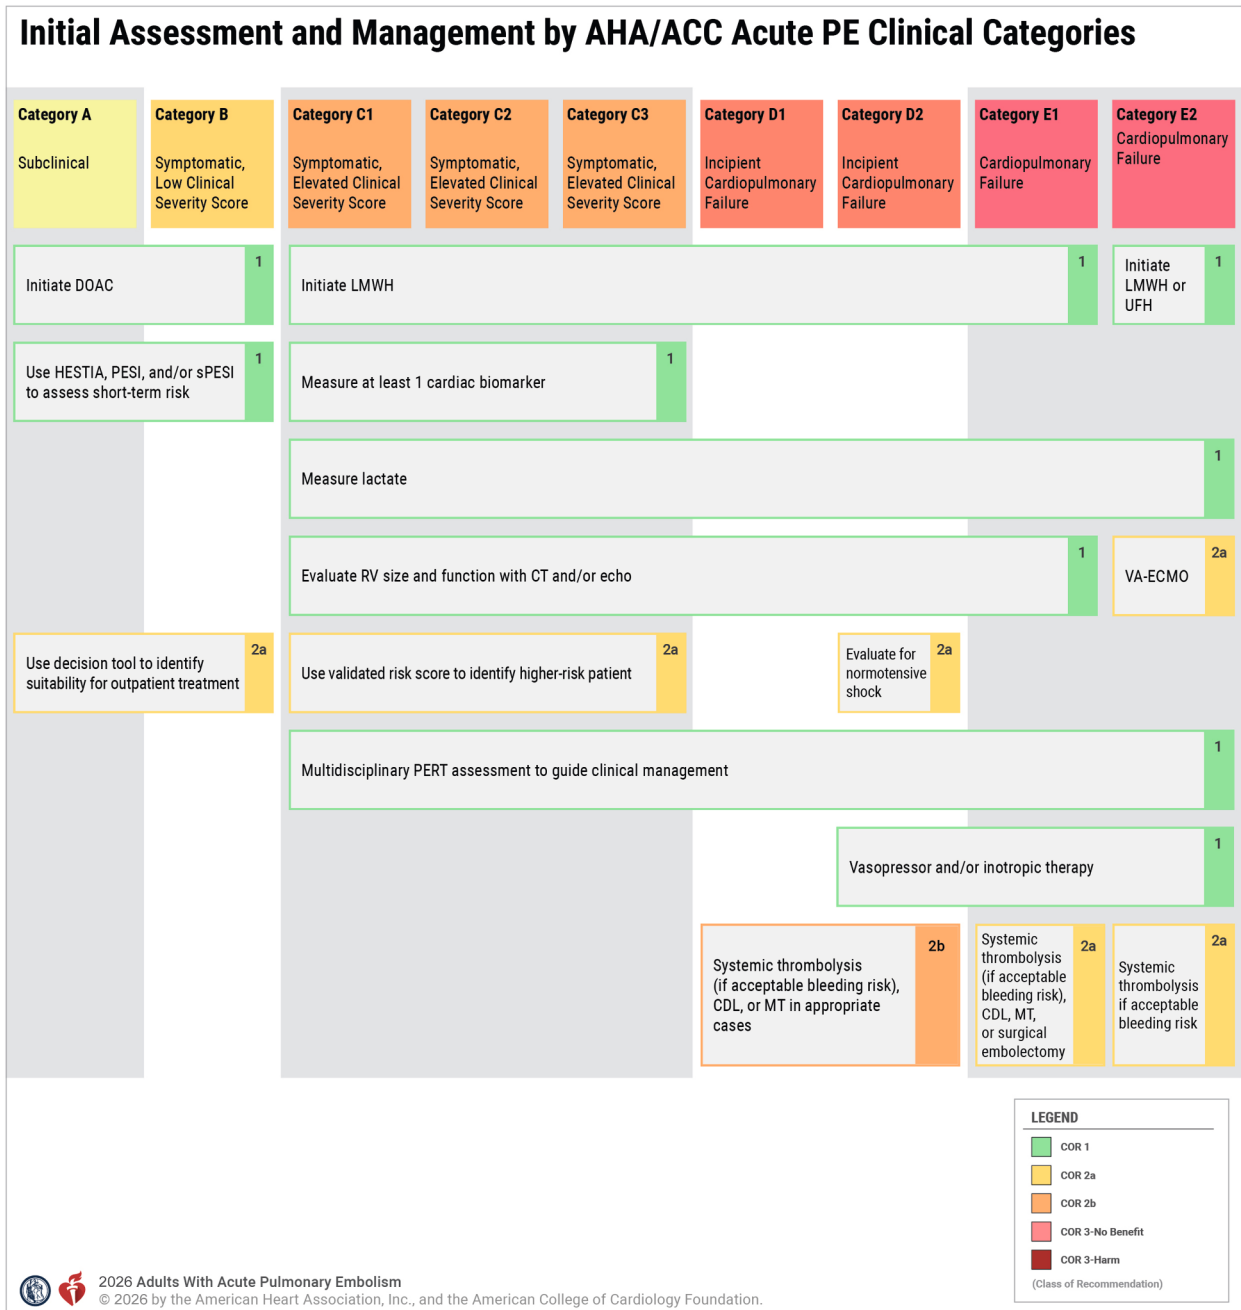 Initial Assessment and Management by AHA/ACC Acute PE Clinical Categories
Category A
Subclinical
Category B
Symptomatic,
Low Clinical
Severity Score
Category C1
Symptomatic,
Elevated Clinical
Severity Score
Category C2
Symptomatic,
Elevated Clinical
Severity Score
Category C3
Symptomatic,
Elevated Clinical
Severity Score
Category D1
Incipient
Cardiopulmonary
Failure
Category D2
Incipient
Cardiopulmonary
Failure
Category E1
Cardiopulmonary
Failure
Category E2
Cardiopulmonary
Failure
Initiate DOAC
1
Initiate LMWH
1
Initiate
LMWH or
UFH
1
Use HESTIA, PESI, and/or sPESI
to assess short-term risk
1
Measure at least 1 cardiac biomarker
1
Measure lactate
1
Evaluate RV size and function with CT and/or echo
1
VA-ECMO
2a
Use decision tool to identify
suitability for outpatient treatment
2a
Use validated risk score to identify higher-risk patient
2a
Evaluate for
normotensive
shock
2a
Multidisciplinary PERT assessment to guide clinical management
1
Vasopressor and/or inotropic therapy
1
Systemic thrombolysis
(if acceptable bleeding risk),
CDL, or MT in appropriate
cases
2b
Systemic
thrombolysis
(if acceptable
bleeding risk),
CDL, MT,
or surgical
embolectomy
2a
Systemic
thrombolysis
if acceptable
bleeding risk
2a
LEGEND
COR 1
COR 2a
COR 2b
COR 3-No Benefit
COR 3-Harm
(Class of Recommendation)
2026 Adults With Acute Pulmonary Embolism
© 2026 by the American Heart Association, Inc., and the American College of Cardiology Foundation.